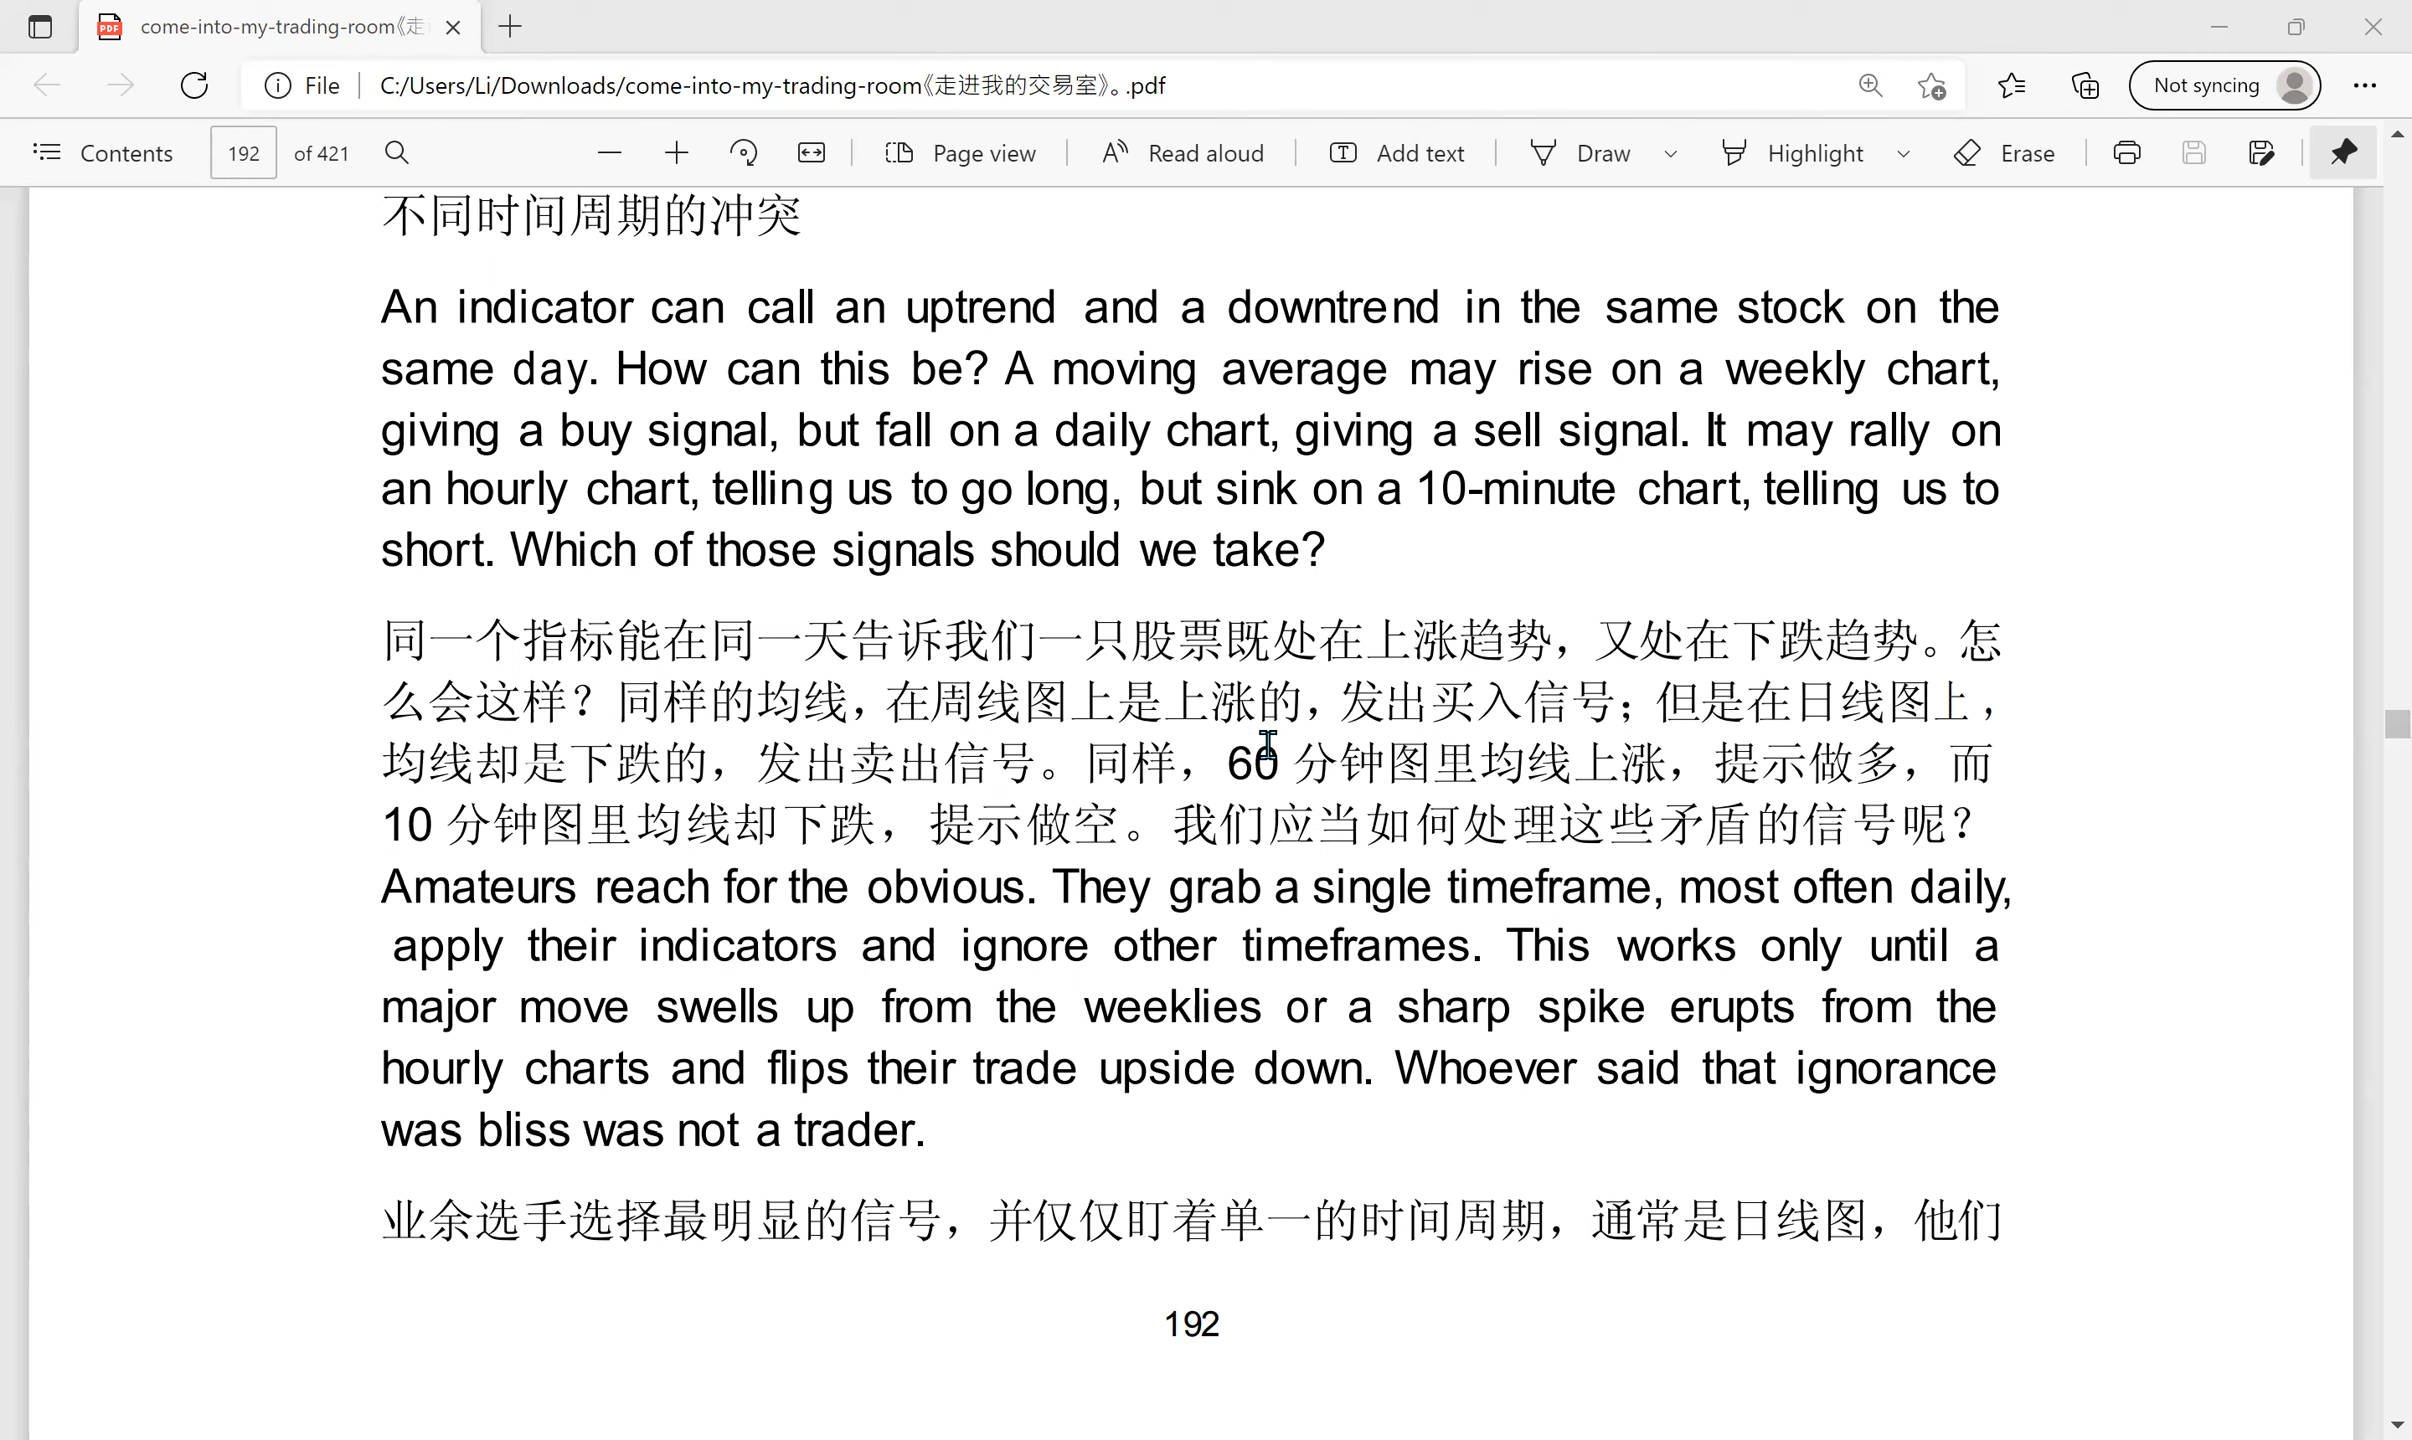 come-into-my-trading-room《走
File
C:/Users/Li/Downloads/come-into-my-trading-room《走进我的交易室》。.pdf
Not syncing
Contents
192
of 421
Page view
Read aloud
Add text
Draw
Highlight
Erase
不同时间周期的冲突
An indicator can call an uptrend and a downtrend in the same stock on the
same day. How can this be? A moving average may rise on a weekly chart,
giving a buy signal, but fall on a daily chart, giving a sell signal. It may rally on
an hourly chart, telling us to go long, but sink on a 10-minute chart, telling us to
short. Which of those signals should we take?
同一个指标能在同一天告诉我们一只股票既处在上涨趋势，又处在下跌趋势。怎
么会这样？同样的均线，在周线图上是上涨的，发出买入信号；但是在日线图上，
均线却是下跌的，发出卖出信号。同样，60 分钟图里均线上涨，提示做多，而
10 分钟图里均线却下跌，提示做空。我们应当如何处理这些矛盾的信号呢？
Amateurs reach for the obvious. They grab a single timeframe, most often daily,
apply their indicators and ignore other timeframes. This works only until a
major move swells up from the weeklies or a sharp spike erupts from the
hourly charts and flips their trade upside down. Whoever said that ignorance
was bliss was not a trader.
业余选手选择最明显的信号，并仅仅盯着单一的时间周期，通常是日线图，他们
192